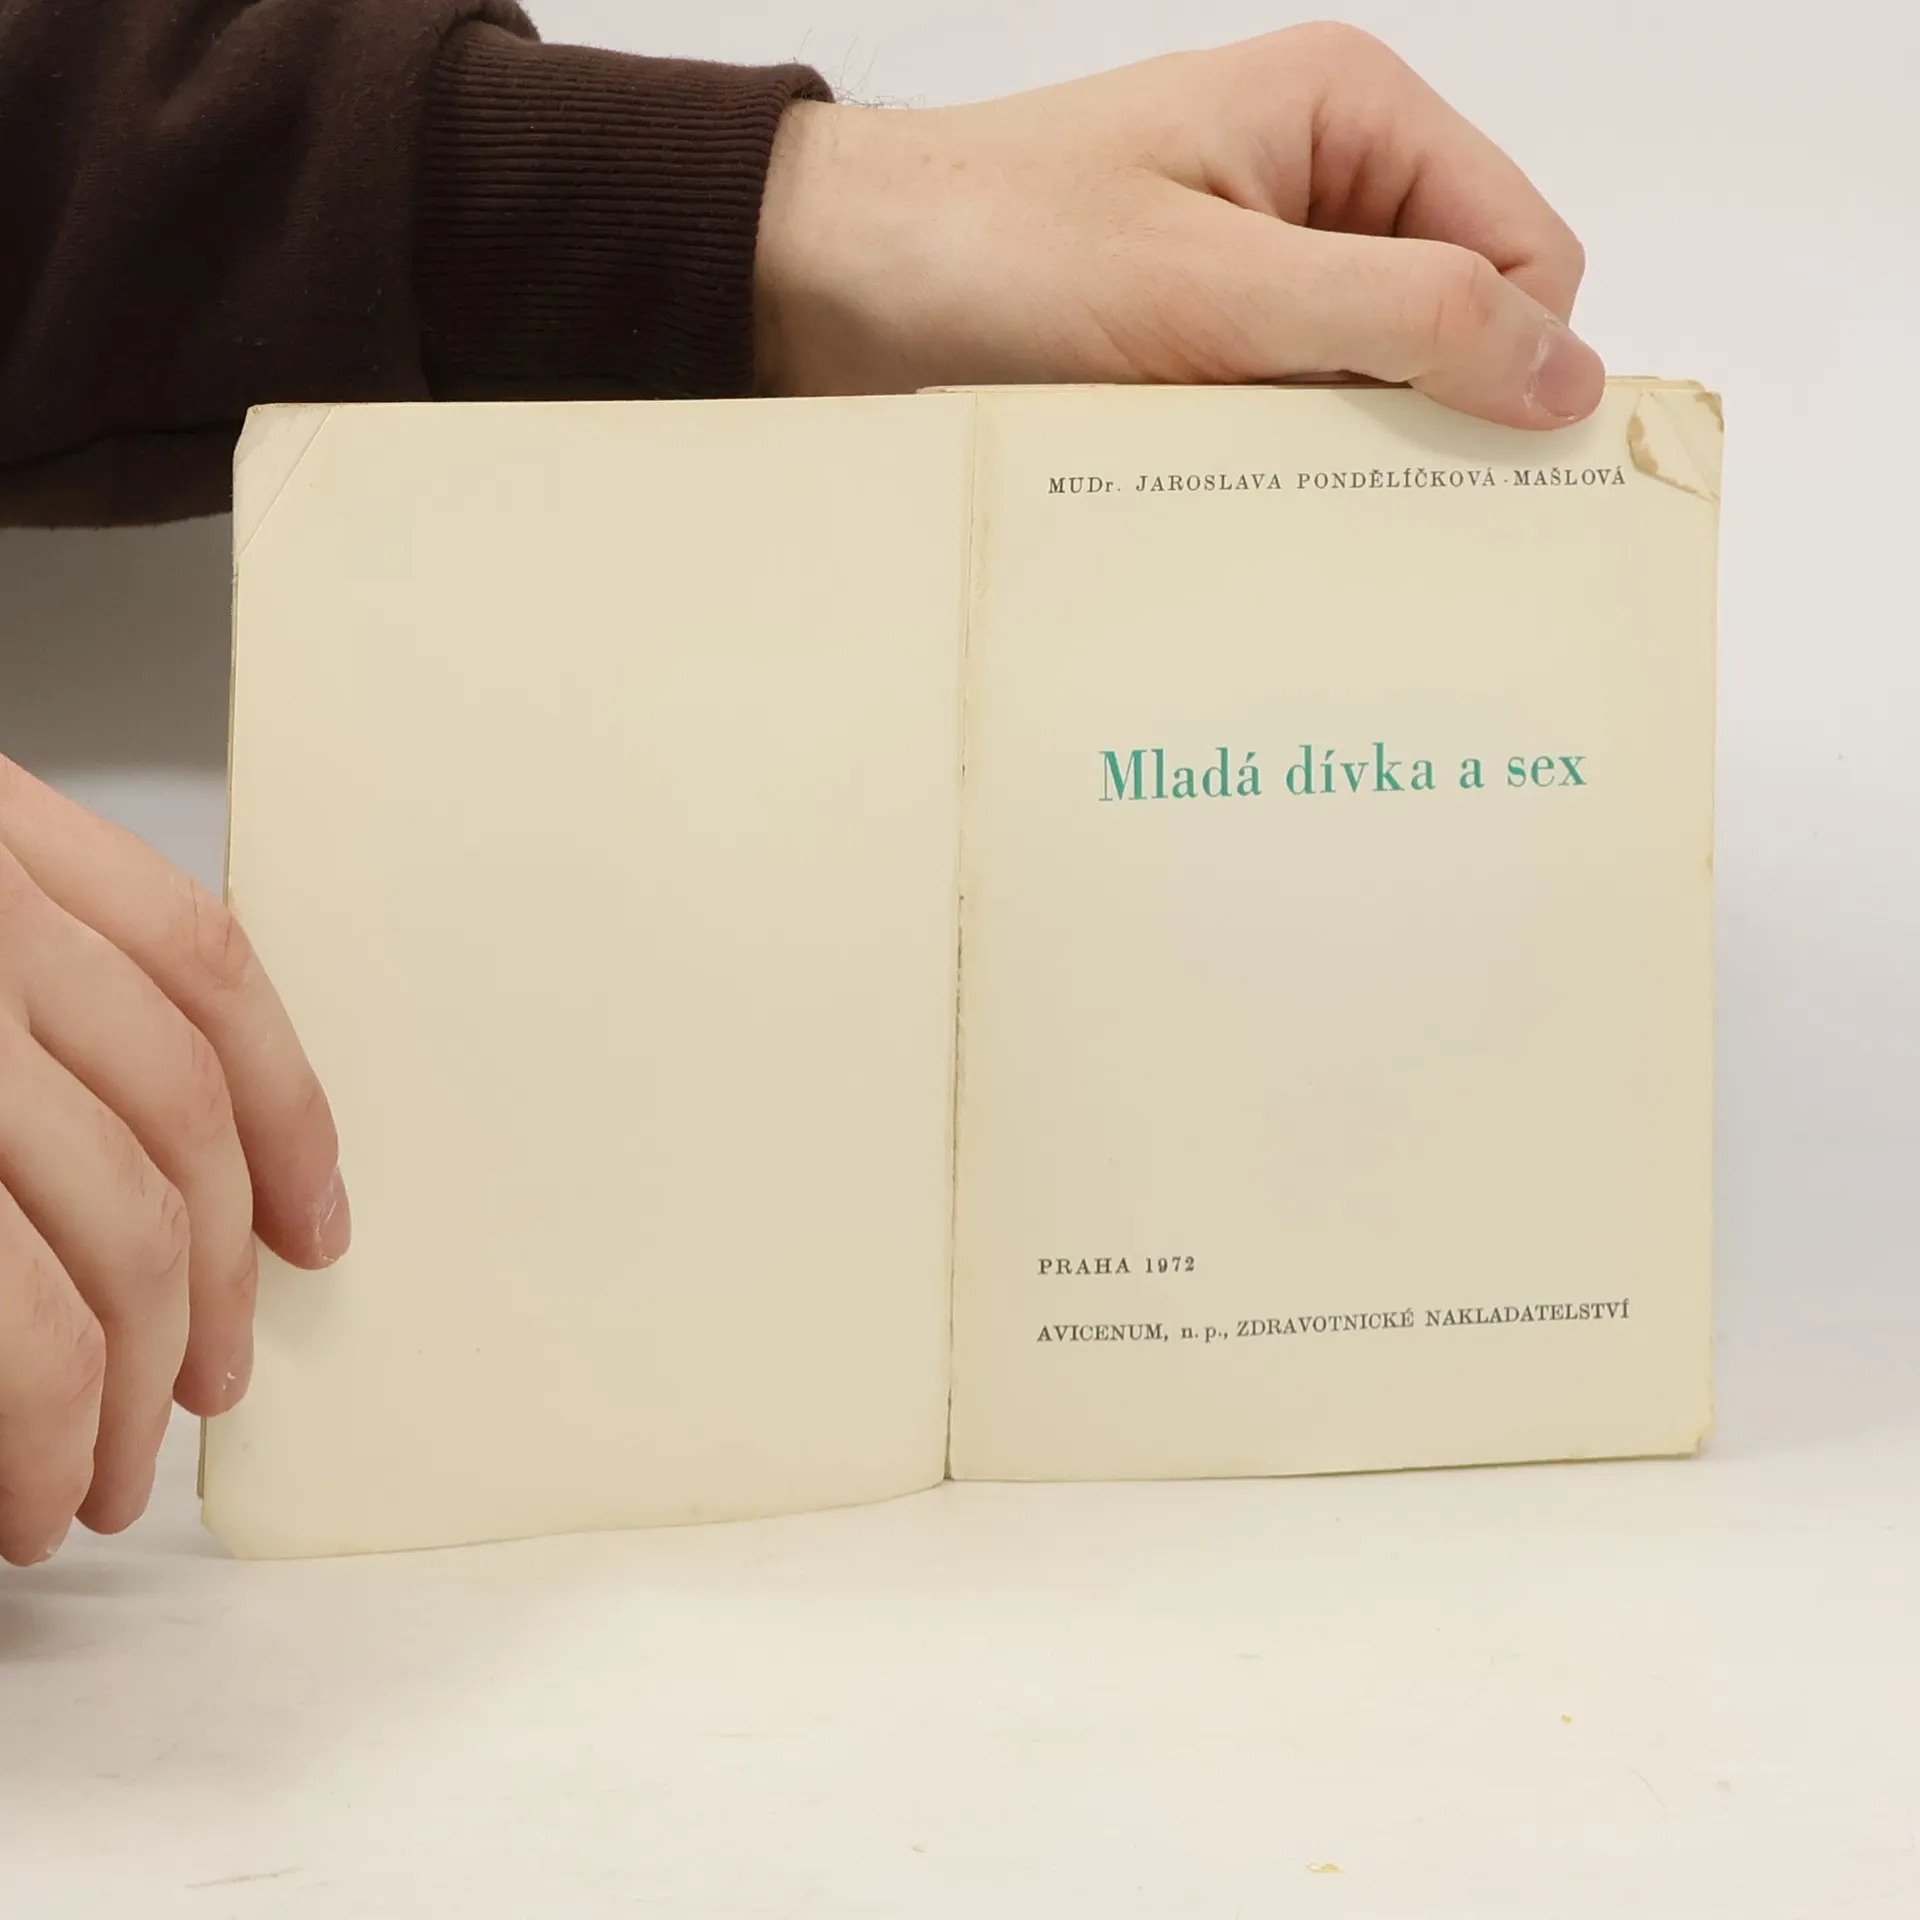 MUDr. JAROSLAVA PONDĚLÍČKOVÁ-MAŠLOVÁ
Mladá dívka a sex
PRAHA 1972
AVICENUM, n. p., ZDRAVOTNICKÉ NAKLADATELSTVÍ